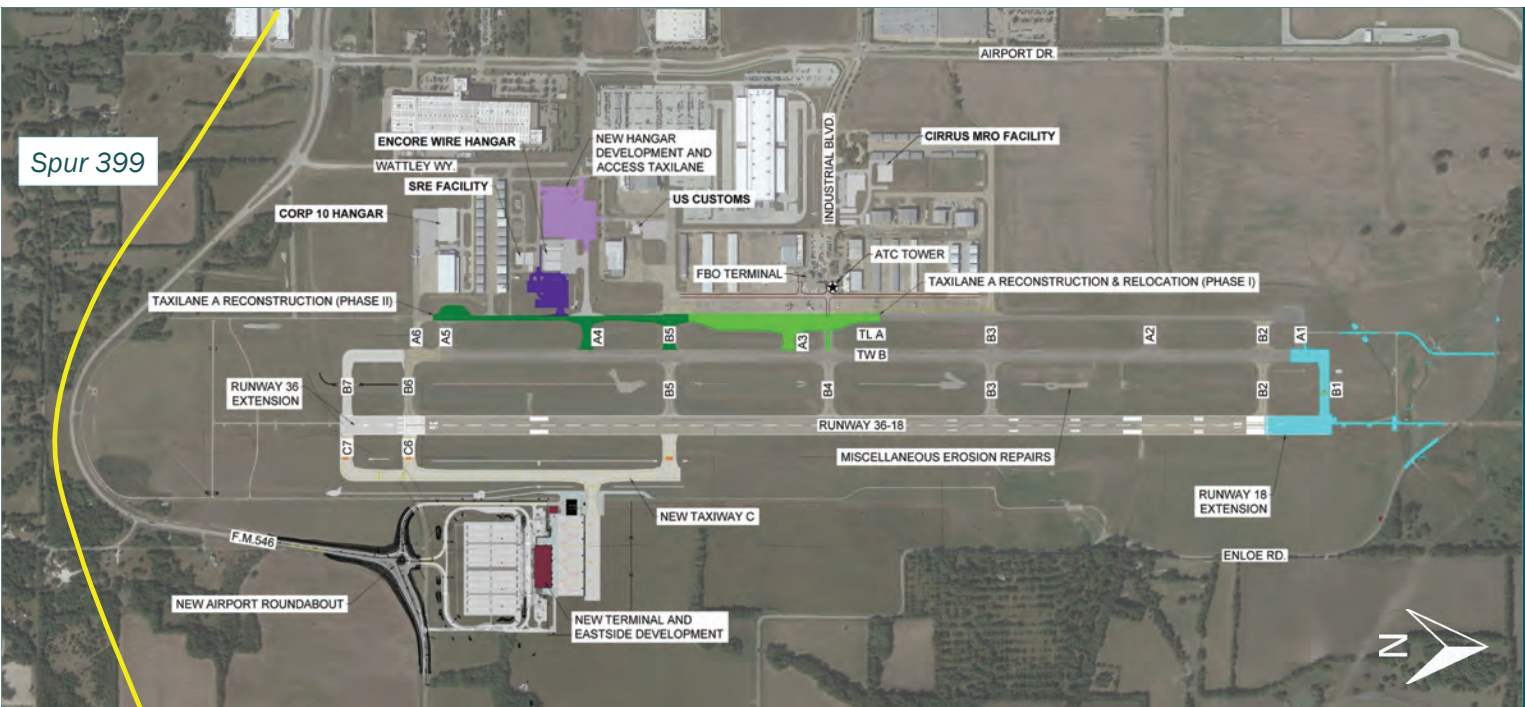 AIRPORT DR.
Spur 399
ENCORE WIRE HANGAR
NEW HANGAR
DEVELOPMENT AND
ACCESS TAXILANE
INDUSTRIAL BLVD.
CIRRUS MRO FACILITY
WATTLEY WY.
SRE FACILITY
US CUSTOMS
CORP 10 HANGAR
ATC TOWER
FBO TERMINAL
TAXILANE A RECONSTRUCTION & RELOCATION (PHASE I)
TAXILANE A RECONSTRUCTION (PHASE II)
A6
A5
A4
B5
A3
TL A
B3
A2
B2
A1
TW B
B7
B6
B5
B4
B3
B2
B1
RUNWAY 36
EXTENSION
RUNWAY 36-18
C7
C6
MISCELLANEOUS EROSION REPAIRS
RUNWAY 18
EXTENSION
NEW TAXIWAY C
F.M.546
ENLOE RD.
NEW AIRPORT ROUNDABOUT
NEW TERMINAL AND
EASTSIDE DEVELOPMENT
N